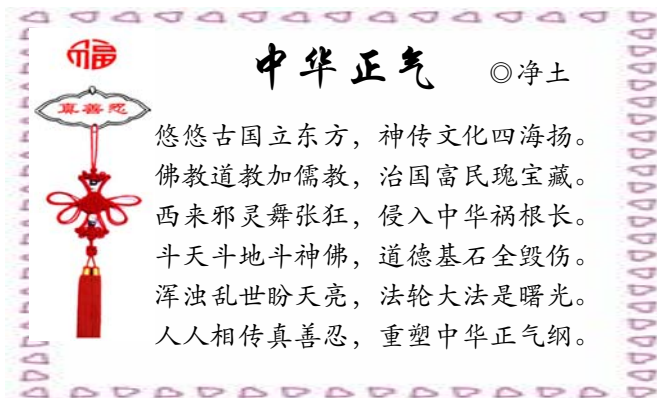 福
中华正气 ◎净土
真善忍
悠悠古国立东方，神传文化四海扬。
佛教道教加儒教，治国富民瑰宝藏。
西来邪灵舞张狂，侵入中华祸根长。
斗天斗地斗神佛，道德基石全毁伤。
浑浊乱世盼天亮，法轮大法是曙光。
人人相传真善忍，重塑中华正气纲。